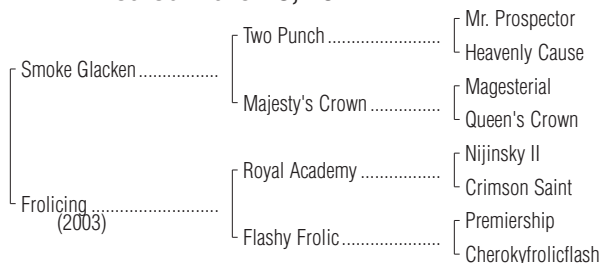 Mr. Prospector
Two Punch
Heavenly Cause
Smoke Glacken
Magesterial
Majesty's Crown
Queen's Crown
Nijinsky II
Royal Academy
Crimson Saint
Frolicing
(2003)
Premiership
Flashy Frolic
Cherokyfrolicflash